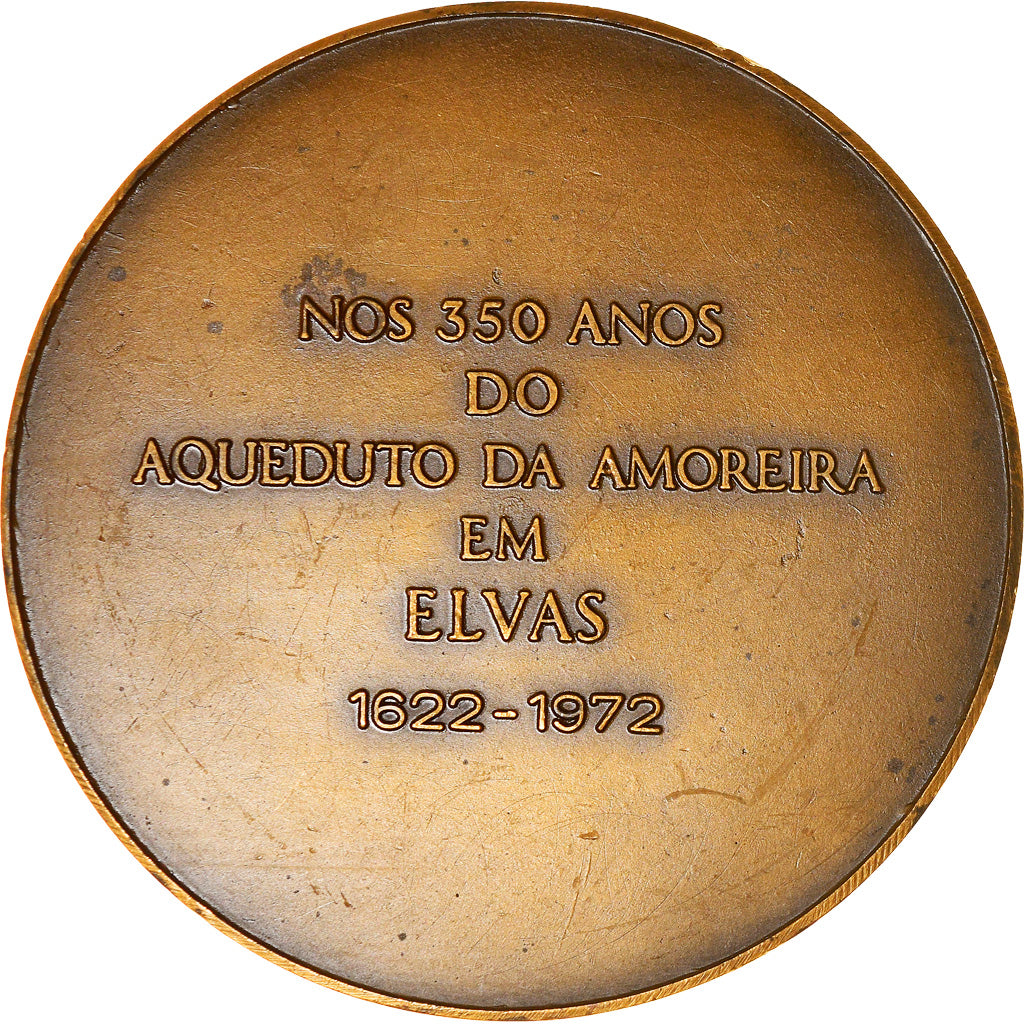 NOS 350 ANOS
DO
AQUEDUTO DA AMOREIRA
EM
ELVAS
1622-1972